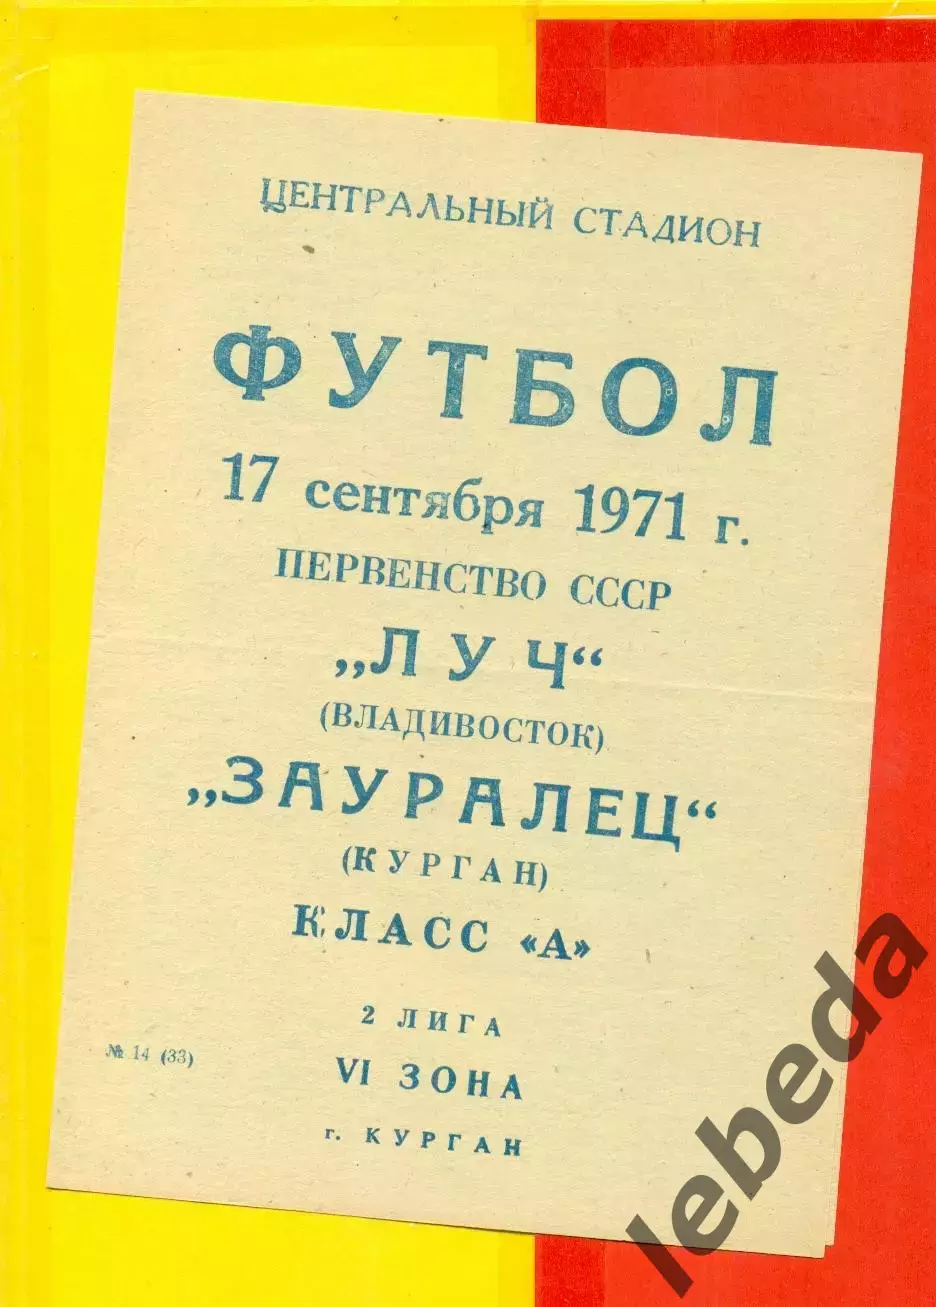 ЦЕНТРАЛЬНЫЙ СТАДИОН
ФУТБОЛ
17 сентября 1971 г.
ПЕРВЕНСТВО СССР
„ЛУЧ“
(ВЛАДИВОСТОК)
„ЗАУРАЛЕЦ“
(КУРГАН)
КЛАСС «А»
2 ЛИГА
№ 14 (33)
VI ЗОНА
г. КУРГАН
lebeda